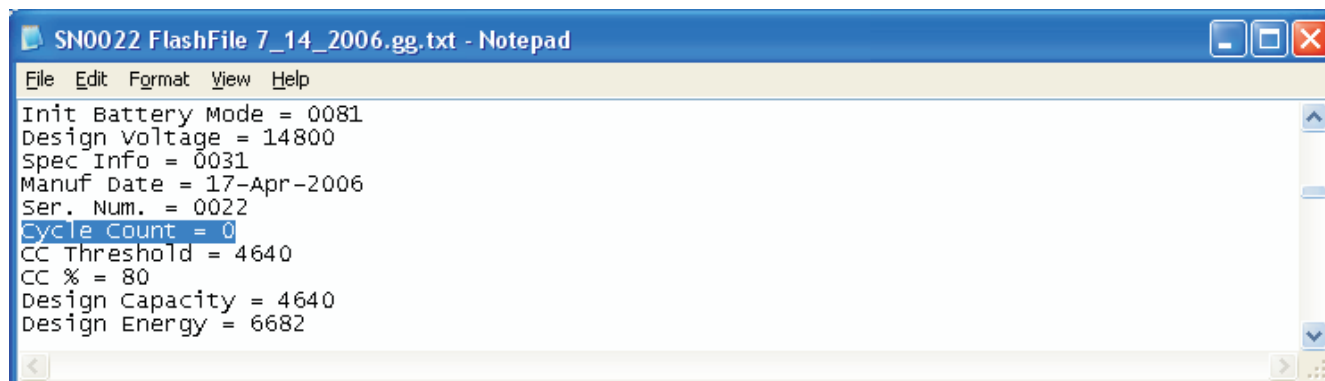 SN0022 FlashFile 7_14_2006.gg.txt - Notepad
File Edit Format View Help
Init Battery Mode = 0081
Design Voltage = 14800
Spec Info = 0031
Manuf Date = 17-Apr-2006
Ser. Num. = 0022
Cycle Count = 0
CC Threshold = 4640
CC % = 80
Design Capacity = 4640
Design Energy = 6682